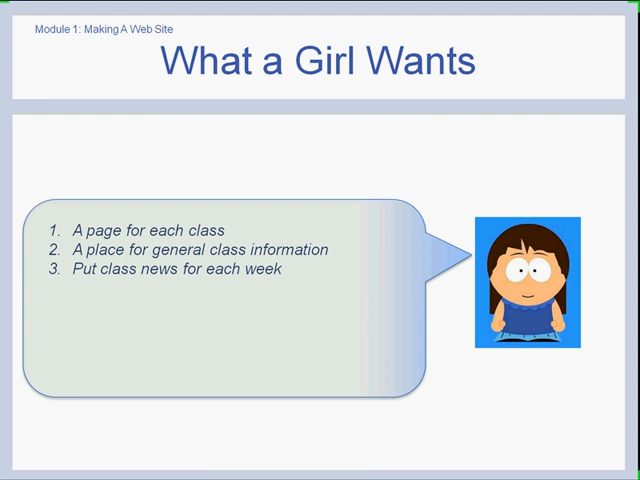 Module 1: Making A Web Site
What a Girl Wants
1. A page for each class
2. A place for general class information
3. Put class news for each week